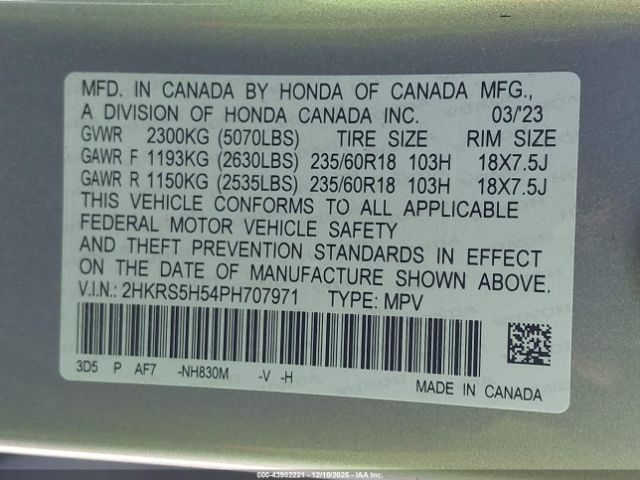 MFD. IN CANADA BY HONDA OF CANADA MFG.,
A DIVISION OF HONDA CANADA INC. 03/'23
GVWR 2300KG (5070LBS) TIRE SIZE RIM SIZE
GAWR F 1193KG (2630LBS) 235/60R18 103H 18X7.5J
GAWR R 1150KG (2535LBS) 235/60R18 103H 18X7.5J
THIS VEHICLE CONFORMS TO ALL APPLICABLE
FEDERAL MOTOR VEHICLE SAFETY
AND THEFT PREVENTION STANDARDS IN EFFECT
ON THE DATE OF MANUFACTURE SHOWN ABOVE.
V.I.N.: 2HKRS5H54PH707971 TYPE: MPV
3D5 P AF7 -NH830M -V -H
MADE IN CANADA
000-43902221 - 12/10/2025 - IAA Inc.